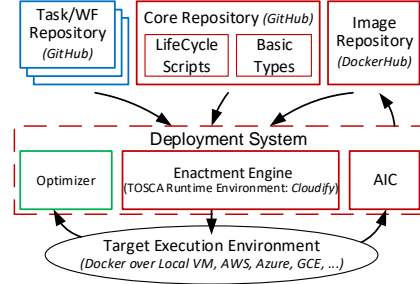 Task/WF
Repository
(GitHub)
Core Repository (GitHub)
LifeCycle
Scripts
Basic
Types
Image
Repository
(DockerHub)
Deployment System
Optimizer
Enactment Engine
(TOSCA Runtime Environment: Cloudify)
AIC
Target Execution Environment
(Docker over Local VM, AWS, Azure, GCE, ...)